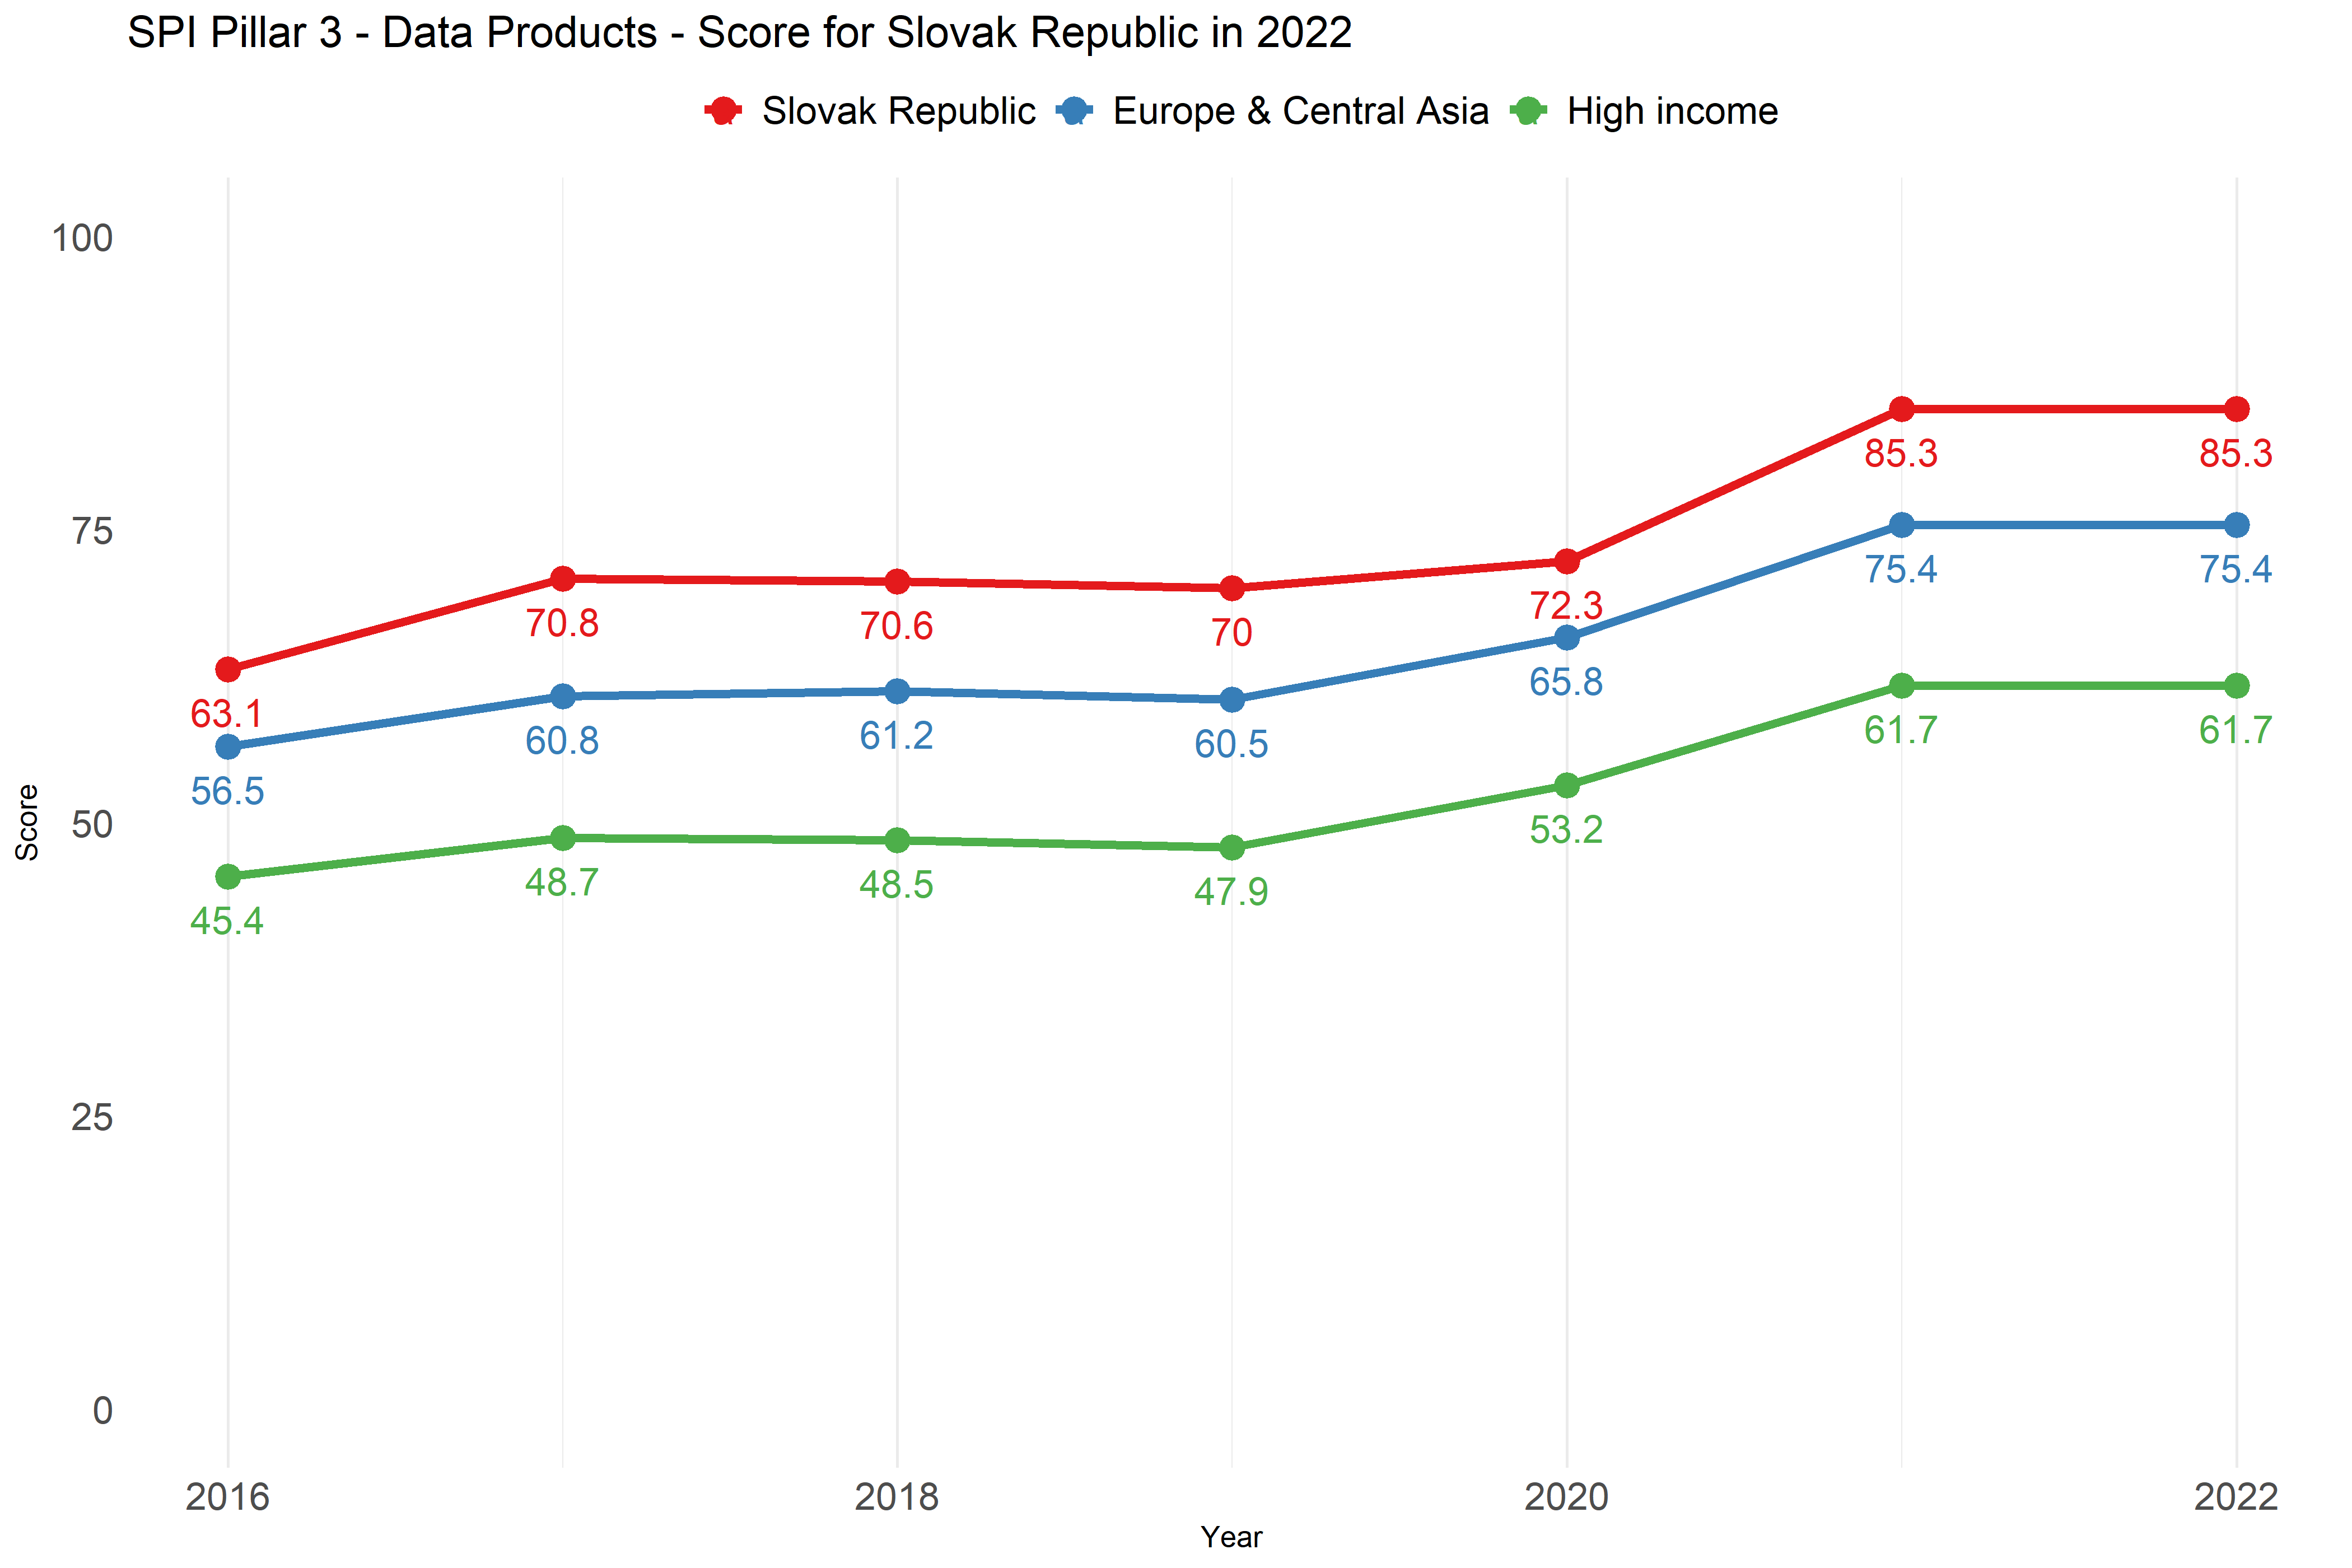 SPI Pillar 3 - Data Products - Score for Slovak Republic in 2022
Slovak Republic Europe & Central Asia High income
100
75
50
25
0
Score
85.3 85.3
75.4 75.4
70.8 70.6 70 72.3
63.1
60.8 61.2 60.5 65.8
56.5
61.7 61.7
53.2
48.7 48.5 47.9
45.4
2016 2018 2020 2022
Year